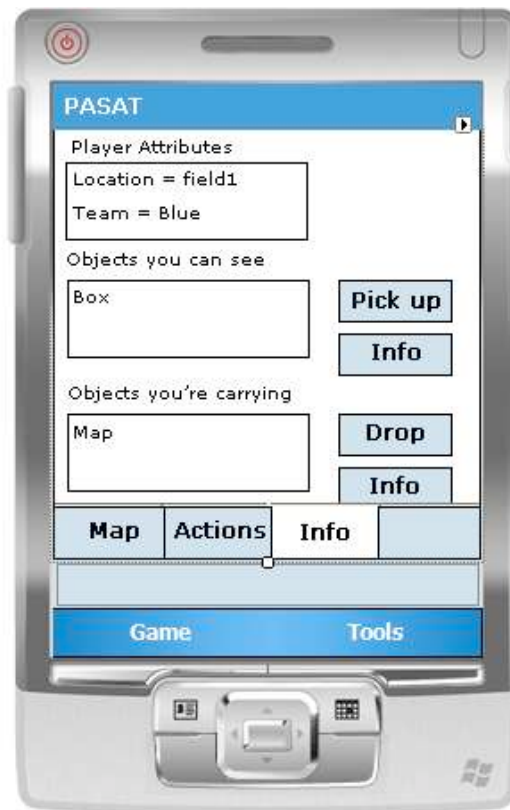 PASAT
Player Attributes
Location = field1
Team = Blue
Objects you can see
Box
Pick up
Info
Objects you're carrying
Map
Drop
Info
Map Actions Info
Game Tools